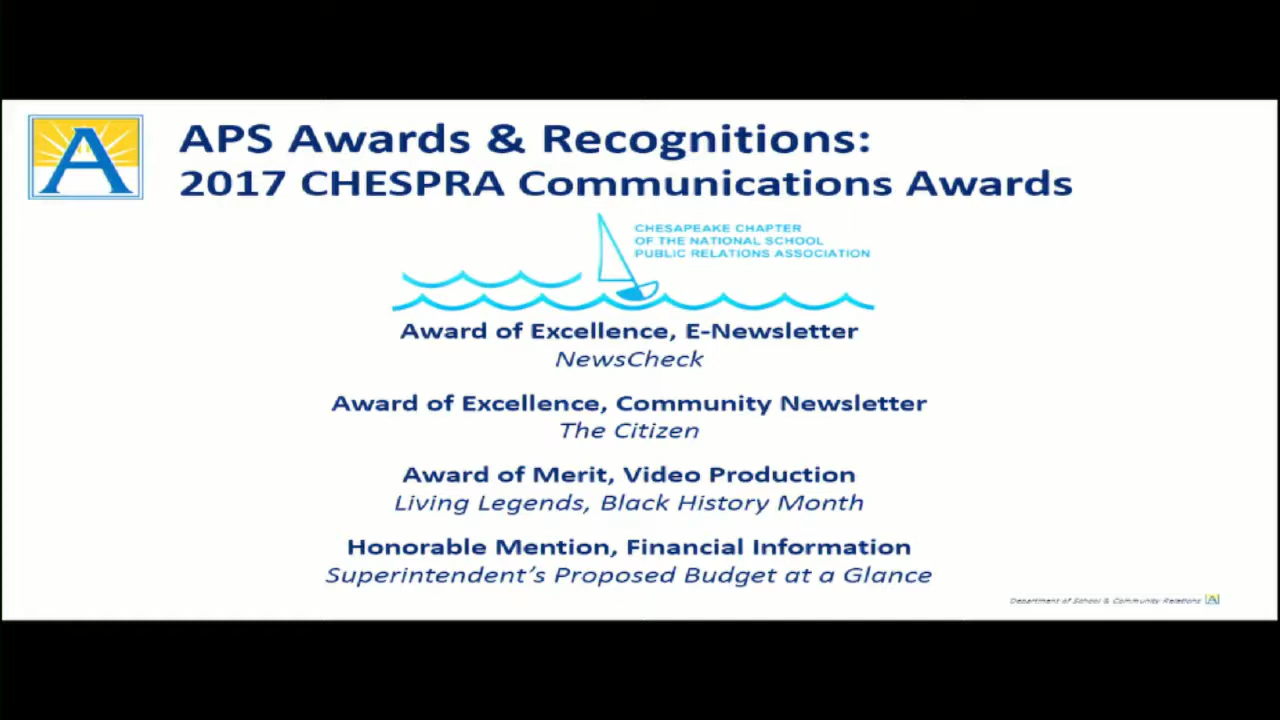 A
APS Awards & Recognitions:
2017 CHESPRA Communications Awards
CHESAPEAKE CHAPTER
OF THE NATIONAL SCHOOL
PUBLIC RELATIONS ASSOCIATION
Award of Excellence, E-Newsletter
NewsCheck
Award of Excellence, Community Newsletter
The Citizen
Award of Merit, Video Production
Living Legends, Black History Month
Honorable Mention, Financial Information
Superintendent’s Proposed Budget at a Glance
Department of School & Community Relations A